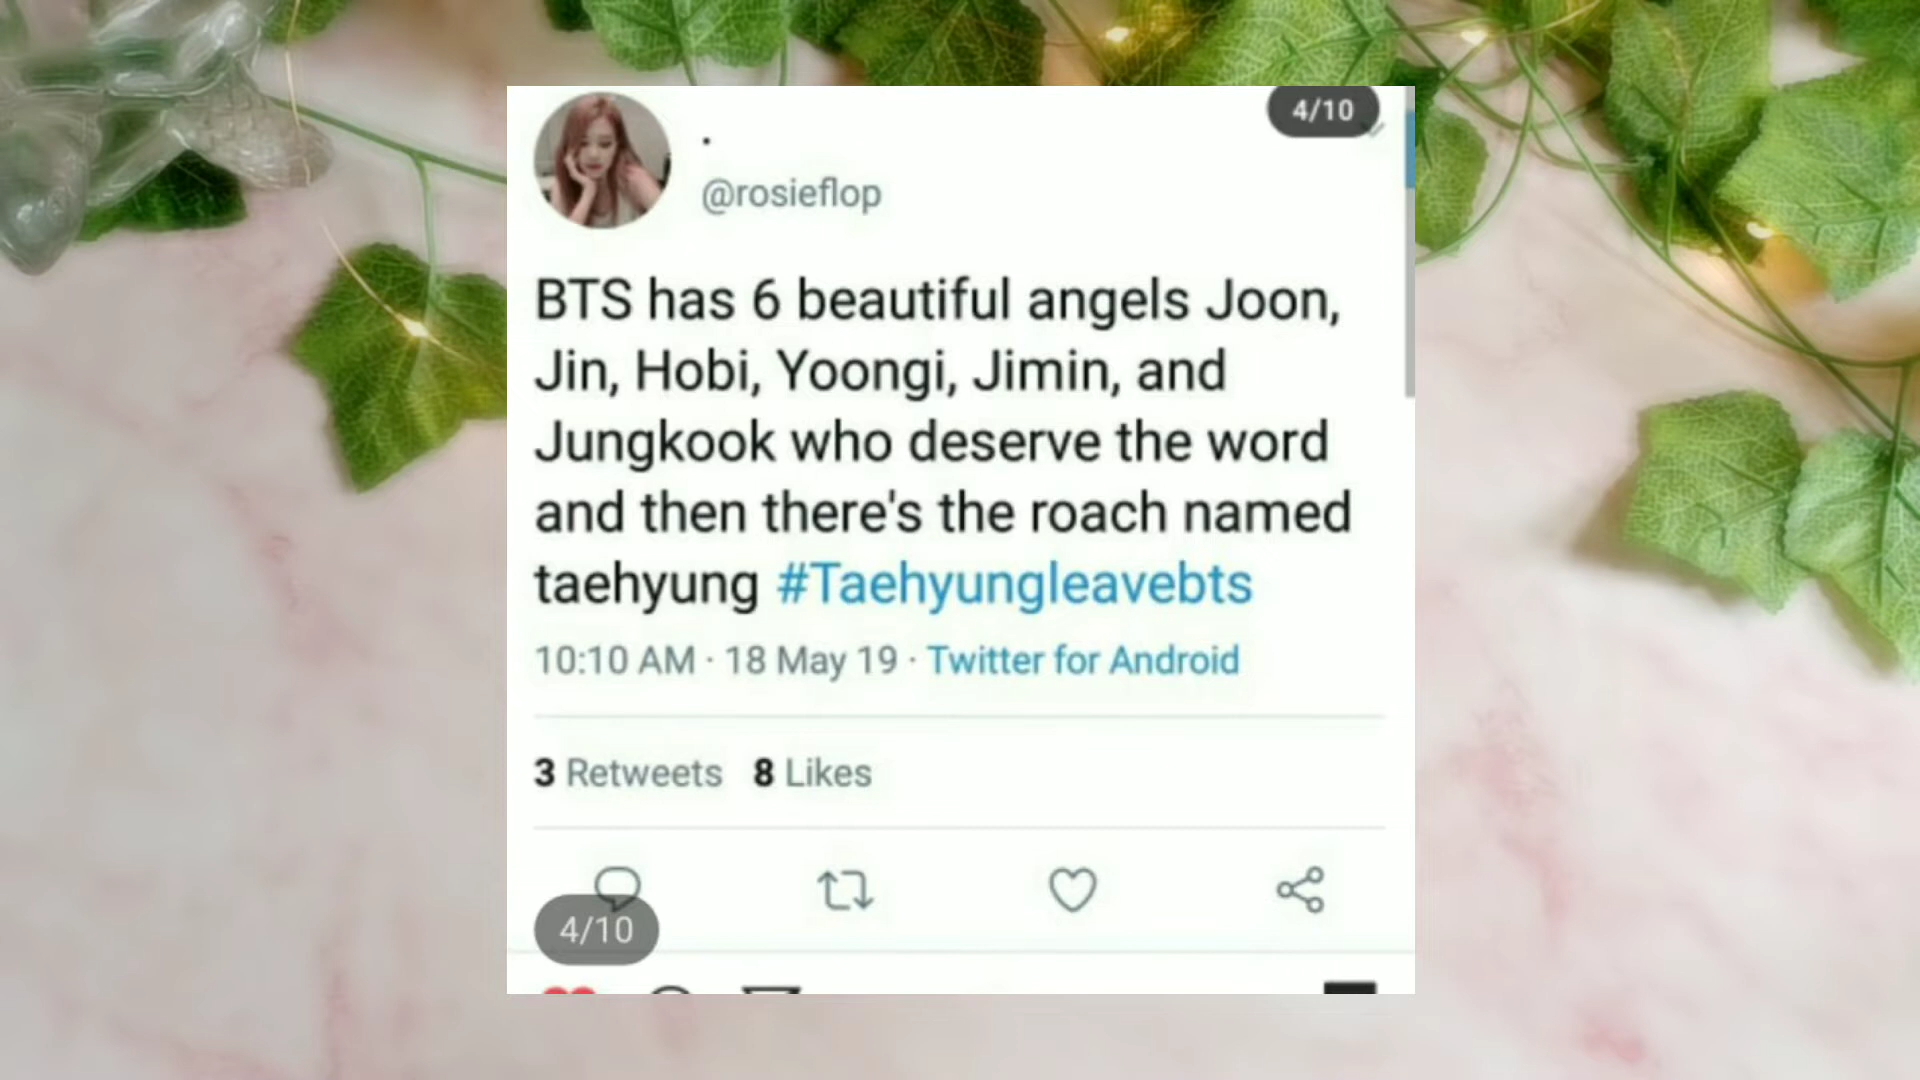 4/10
.
@rosieflop
BTS has 6 beautiful angels Joon,
Jin, Hobi, Yoongi, Jimin, and
Jungkook who deserve the word
and then there's the roach named
taehyung #Taehyungleavebts
10:10 AM · 18 May 19 · Twitter for Android
3 Retweets 8 Likes
4/10